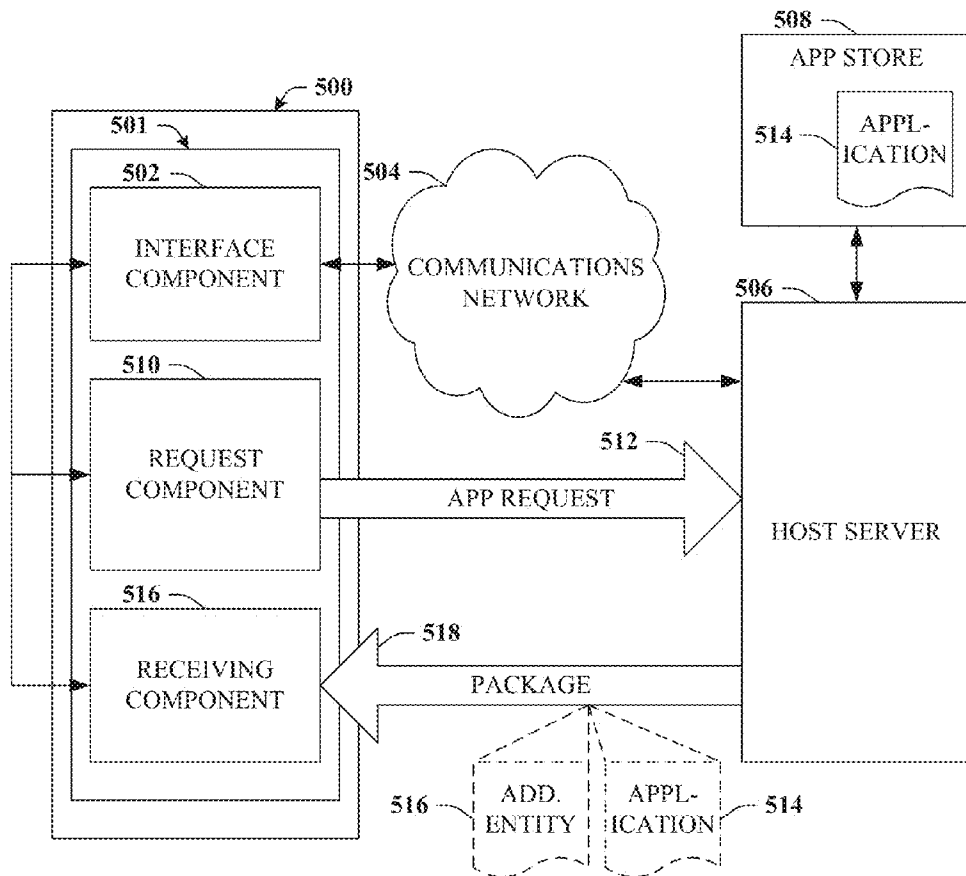 508
APP STORE
514
APPL-
ICATION
500
501
502
INTERFACE
COMPONENT
504
COMMUNICATIONS
NETWORK
506
510
REQUEST
COMPONENT
512
APP REQUEST
HOST SERVER
516
RECEIVING
COMPONENT
518
PACKAGE
516
ADD.
ENTITY
APPL-
ICATION
514